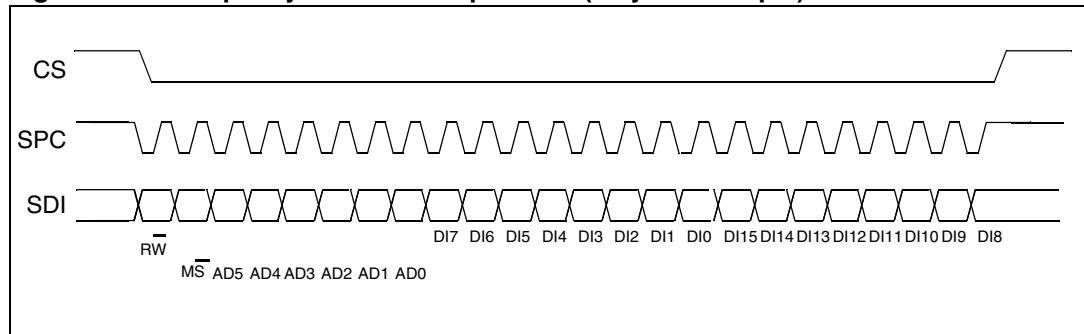 CS
SPC
SDI
DI7 DI6 DI5 DI4 DI3 DI2 DI1 DI0 DI15 DI14 DI13 DI12 DI11 DI10 DI9 DI8
RW
MS AD5 AD4 AD3 AD2 AD1 AD0